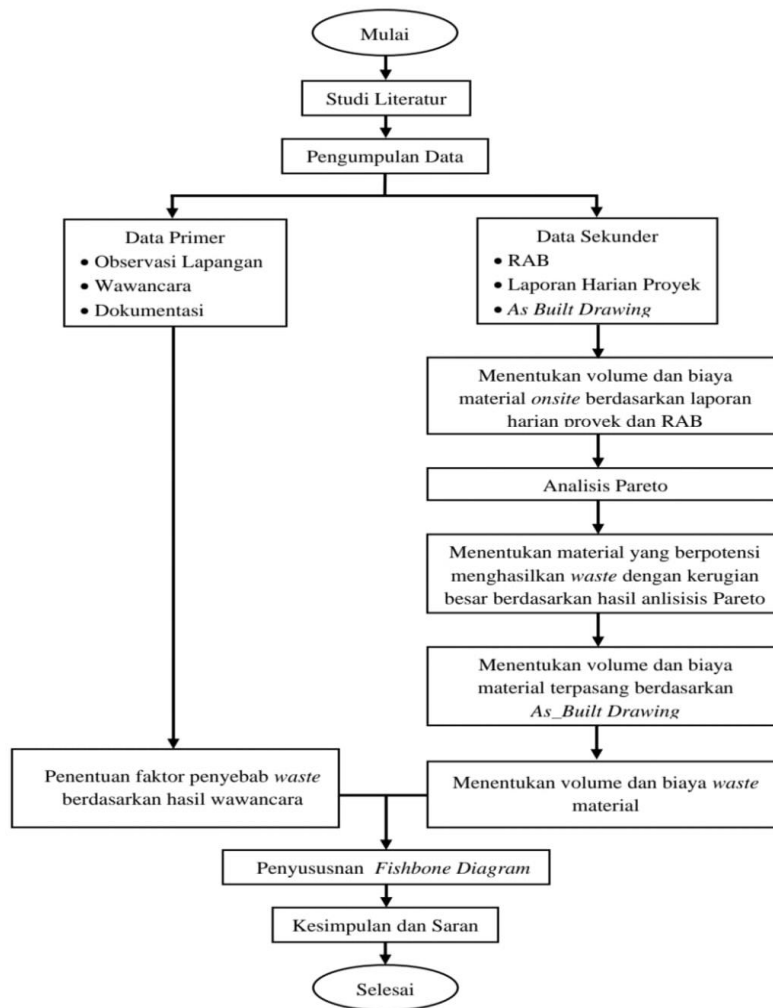 Mulai
Studi Literatur
Pengumpulan Data
Data Primer
• Observasi Lapangan
• Wawancara
• Dokumentasi
Data Sekunder
• RAB
• Laporan Harian Proyek
• As Built Drawing
Menentukan volume dan biaya
material onsite berdasarkan laporan
harian proyek dan RAB
Analisis Pareto
Menentukan material yang berpotensi
menghasilkan waste dengan kerugian
besar berdasarkan hasil anlisisis Pareto
Menentukan volume dan biaya
material terpasang berdasarkan
As_Built Drawing
Penentuan faktor penyebab waste
berdasarkan hasil wawancara
Menentukan volume dan biaya waste
material
Penyususnan Fishbone Diagram
Kesimpulan dan Saran
Selesai